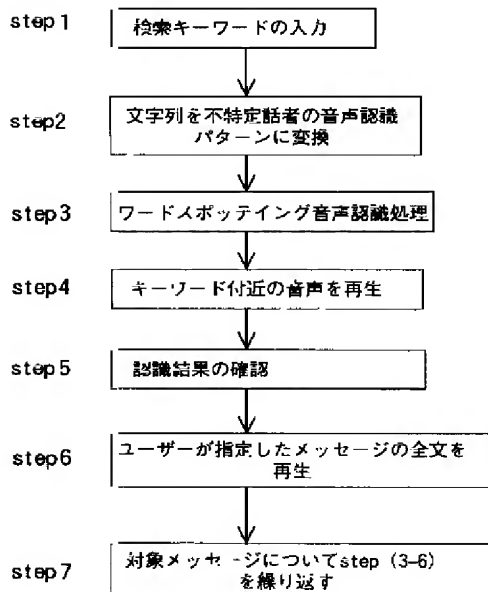 step1
検索キーワードの入力
step2
文字列を不特定話者の音声認識
パターンに変換
step3
ワードスポッテイング音声認識処理
step4
キーワード付近の音声を再生
step5
認識結果の確認
step6
ユーザーが指定したメッセージの全文を
再生
step7
対象メッセージについてstep (3-6)
を繰り返す